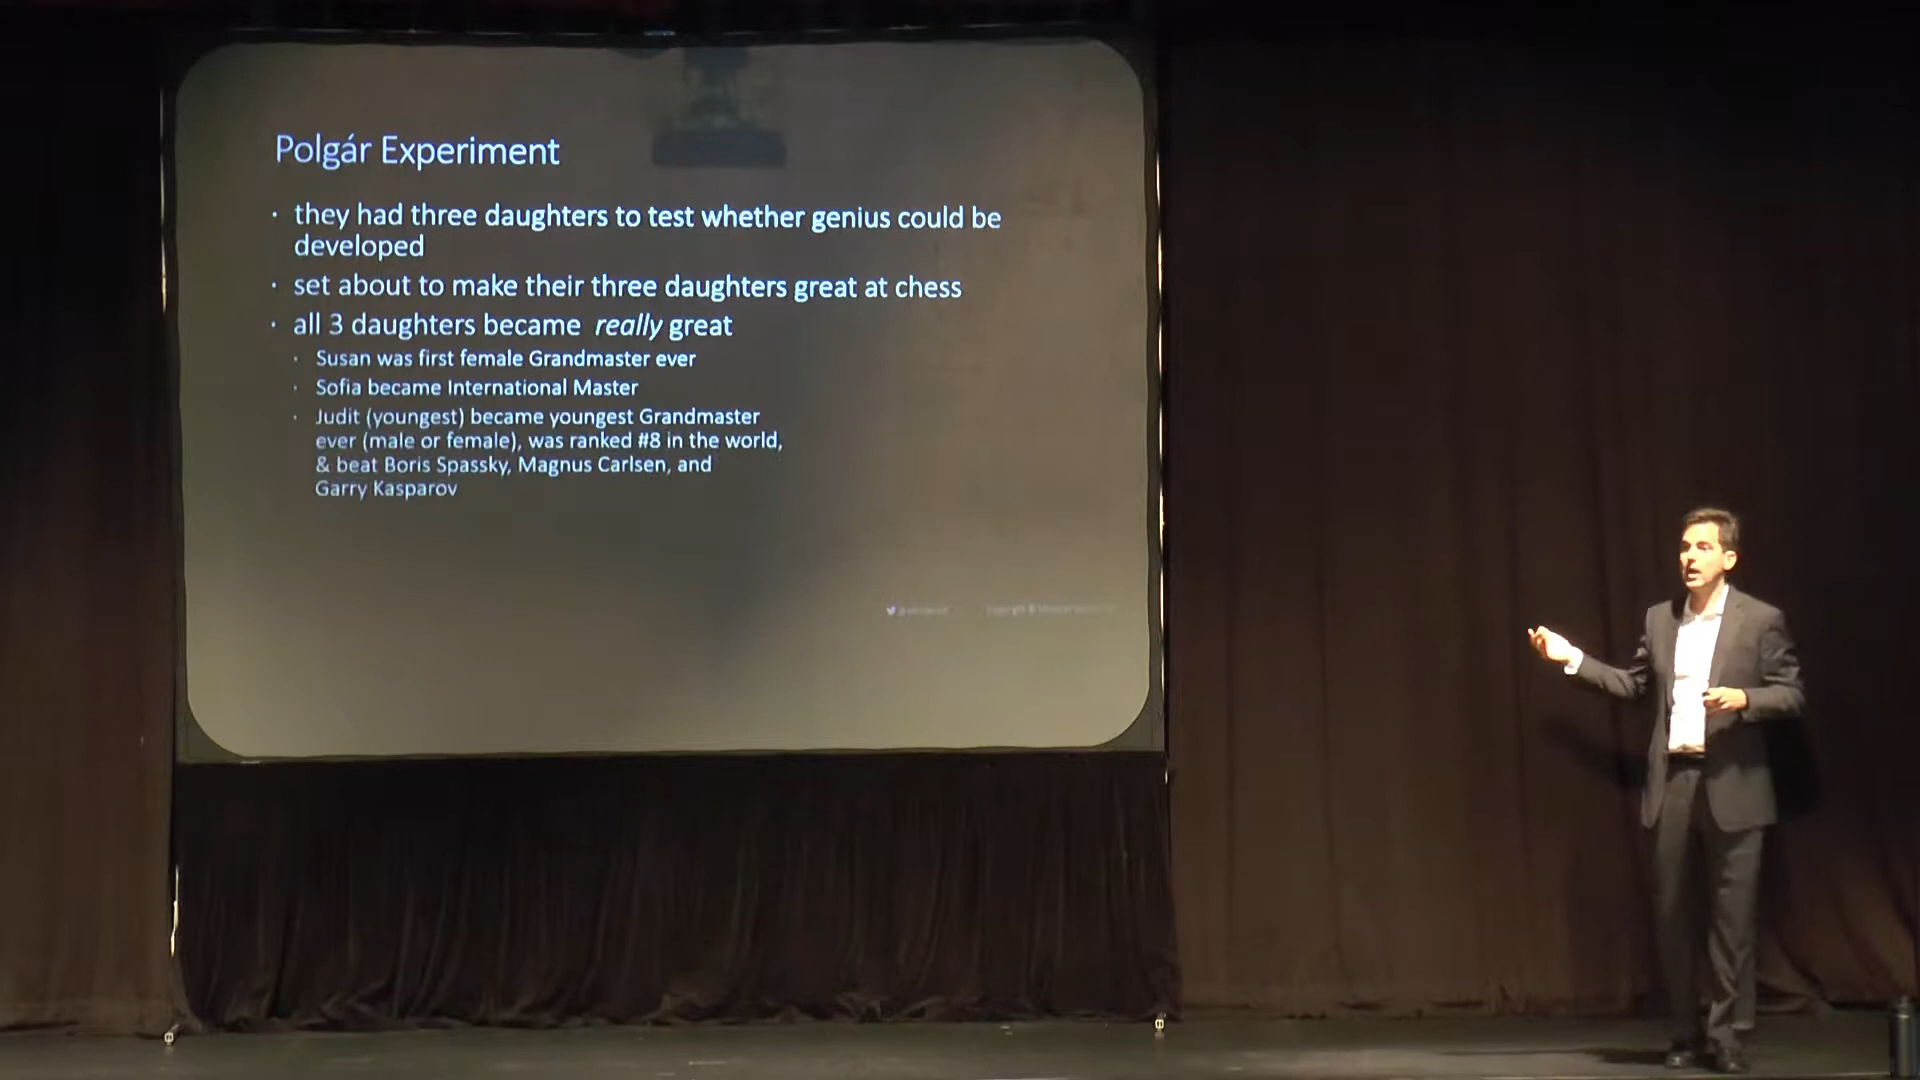 Polgár Experiment
· they had three daughters to test whether genius could be
developed
· set about to make their three daughters great at chess
· all 3 daughters became really great
· Susan was first female Grandmaster ever
· Sofia became International Master
· Judit (youngest) became youngest Grandmaster
ever (male or female), was ranked #8 in the world,
& beat Boris Spassky, Magnus Carlsen, and
Garry Kasparov